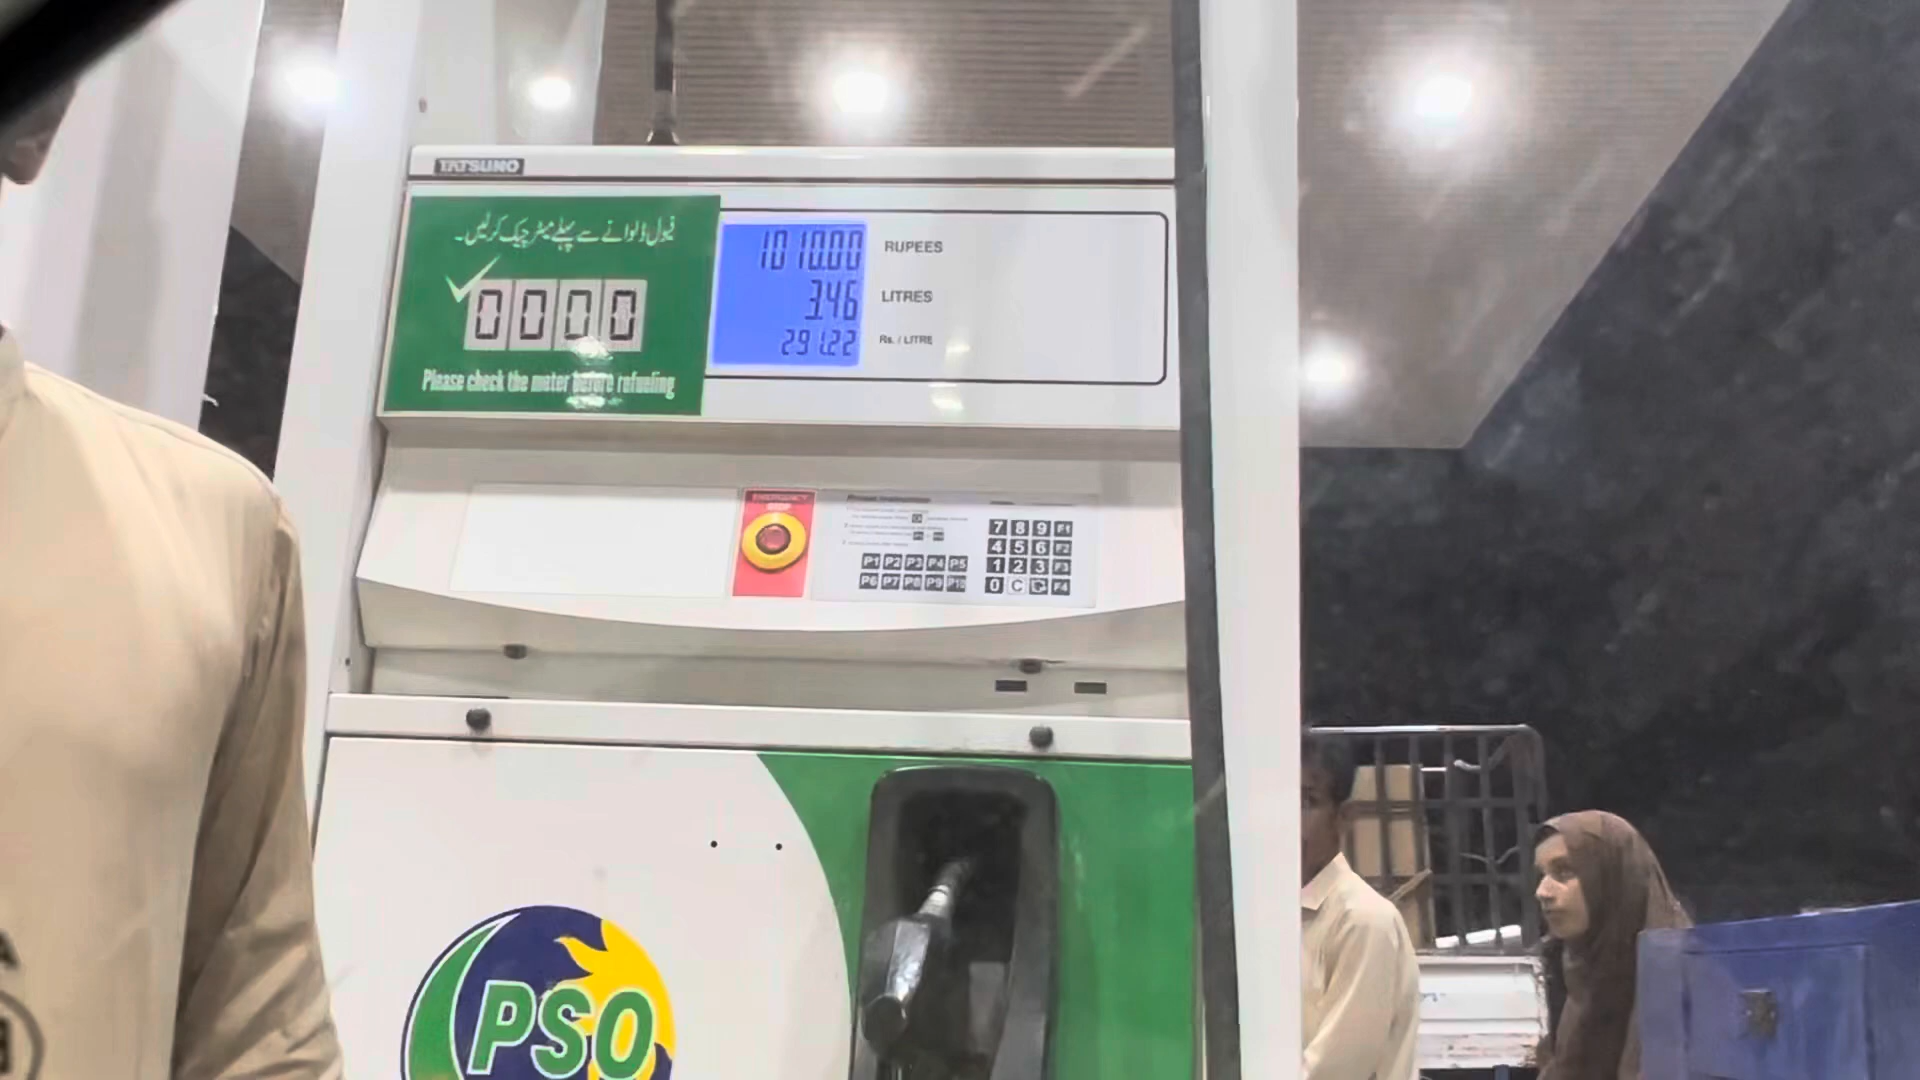 TATSUNO
فیول ڈلوانے سے پہلے میٹر چیک کرلیں۔
0000
Please check the meter before refueling
1010.00 RUPEES
3.46 LITRES
291.22 Rs. / LITRE
EMERGENCY
STOP
7 8 9 F1
4 5 6 F2
P1 P2 P3 P4 P5 1 2 3 F3
P6 P7 P8 P9 P10 0 C F4
PSO